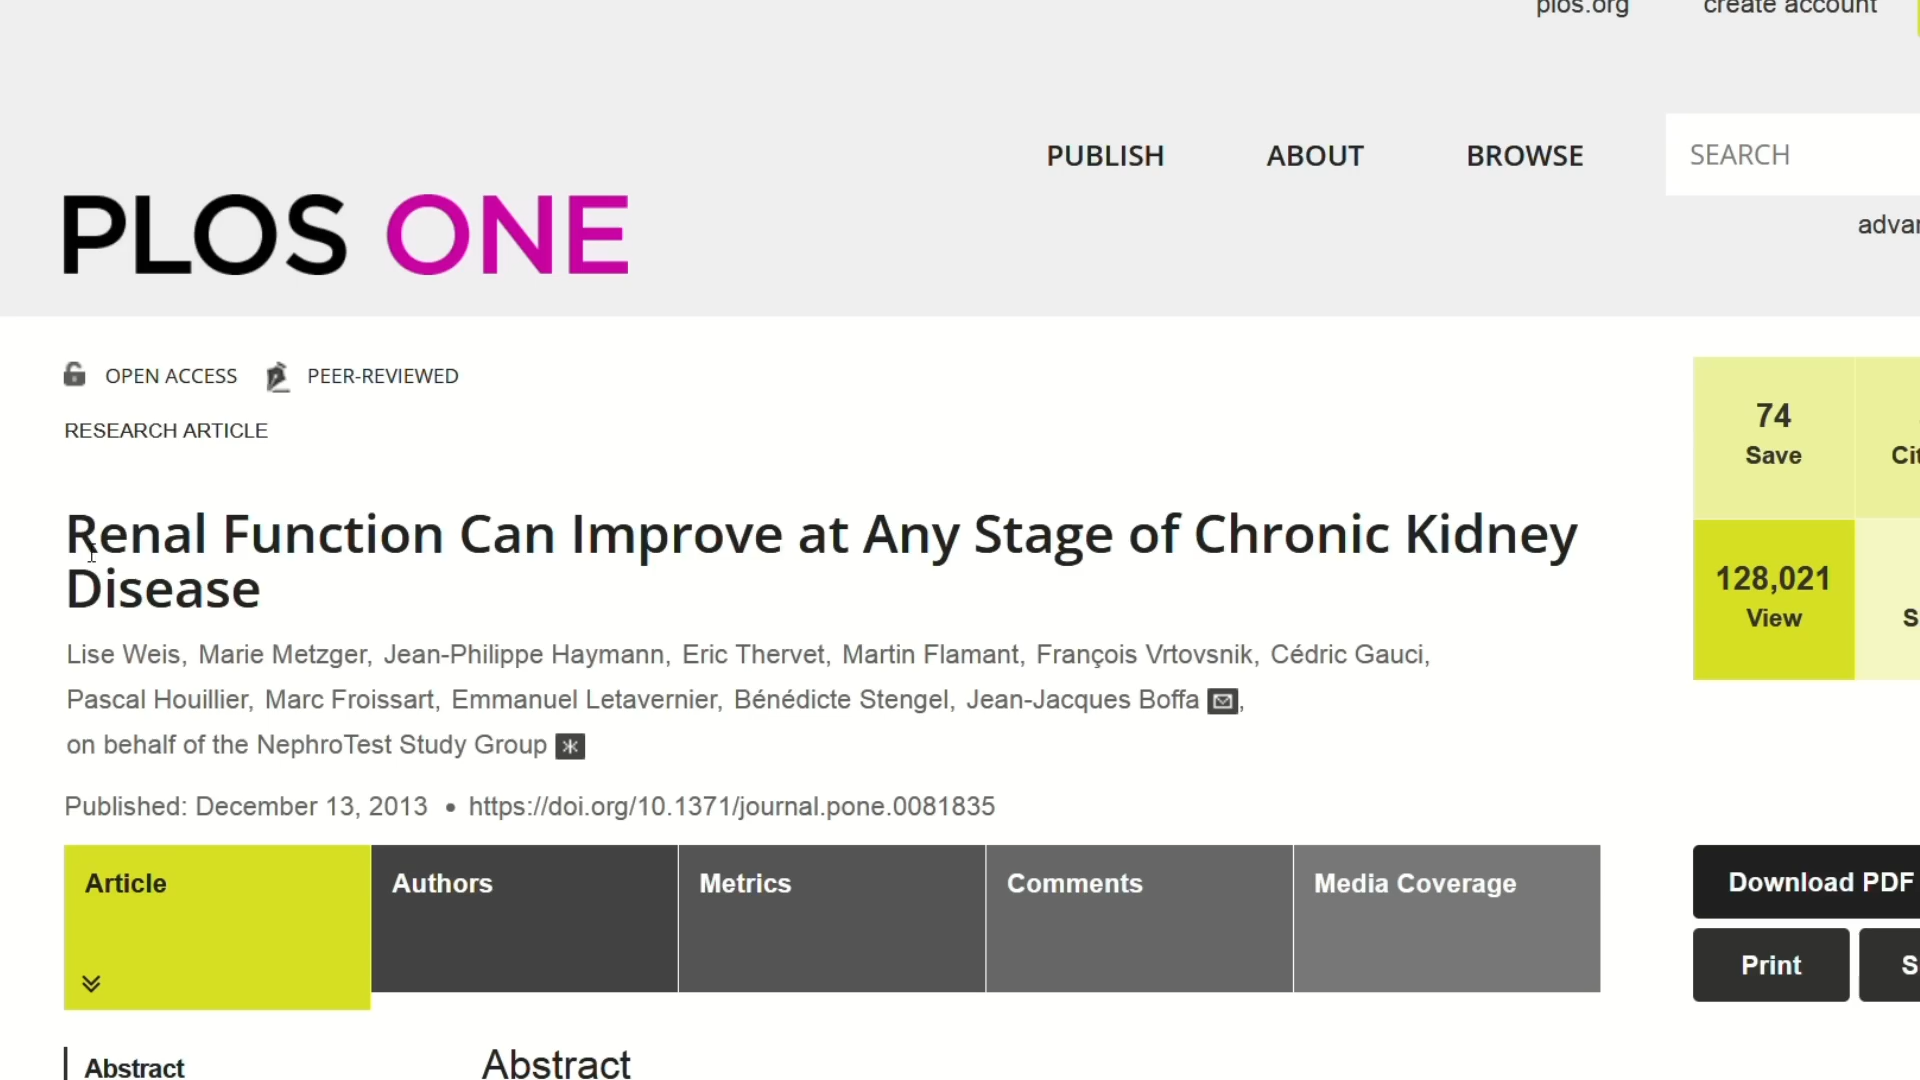 plos.org create account
PUBLISH ABOUT BROWSE SEARCH
PLOS ONE
OPEN ACCESS PEER-REVIEWED
RESEARCH ARTICLE
74
Save
128,021
View
Renal Function Can Improve at Any Stage of Chronic Kidney
Disease
Lise Weis, Marie Metzger, Jean-Philippe Haymann, Eric Thervet, Martin Flamant, François Vrtovsnik, Cédric Gauci,
Pascal Houillier, Marc Froissart, Emmanuel Letavernier, Bénédicte Stengel, Jean-Jacques Boffa ,
on behalf of the NephroTest Study Group
Published: December 13, 2013 • https://doi.org/10.1371/journal.pone.0081835
Article Authors Metrics Comments Media Coverage
Download PDF
Print
Abstract
Abstract